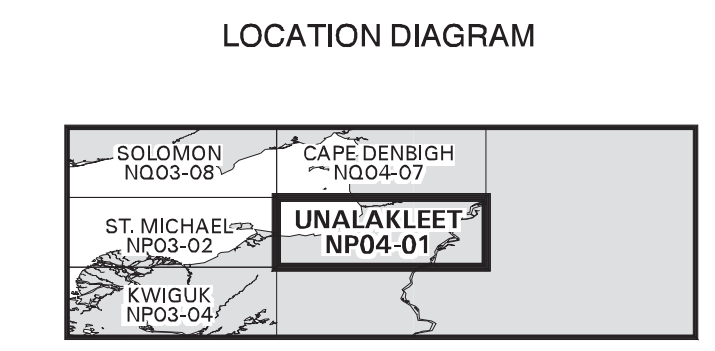 LOCATION DIAGRAM
SOLOMON
NQ03-08
CAPE DENBIGH
NQ04-07
ST. MICHAEL
NP03-02
UNALAKLEET
NP04-01
KWIGUK
NP03-04